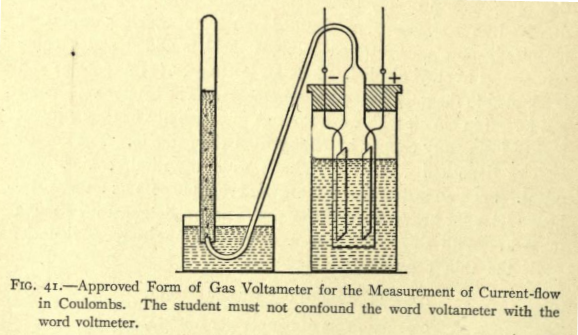 − +
FIG. 41.—Approved Form of Gas Voltameter for the Measurement of Current-flow
in Coulombs. The student must not confound the word voltameter with the
word voltmeter.